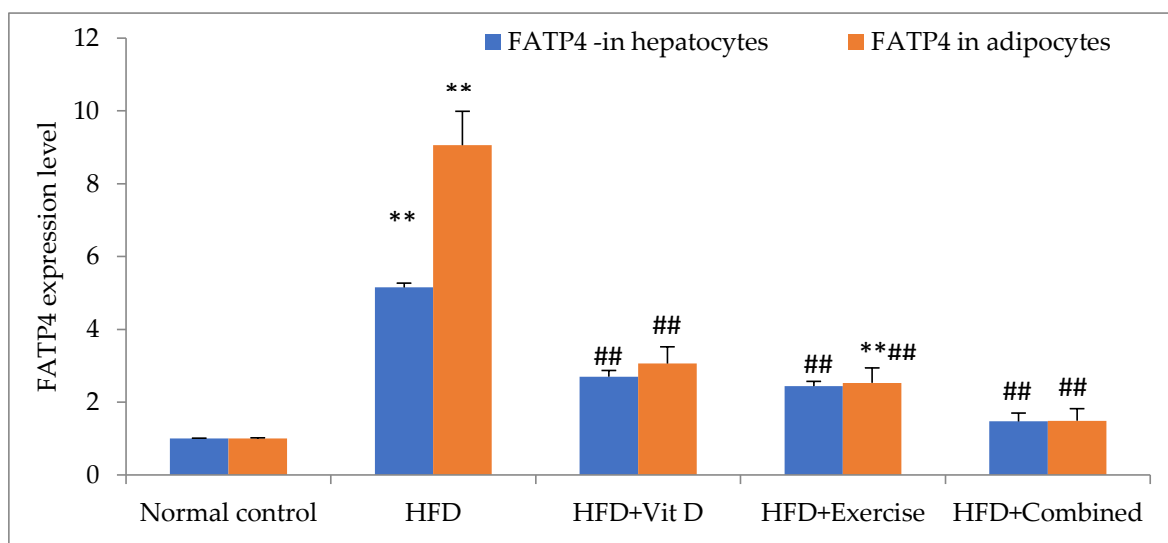 FATP4 -in hepatocytes
FATP4 in adipocytes
FATP4 expression level
12
10
8
6
4
2
0
**
**
##
##
##
**##
##
##
Normal control
HFD
HFD+Vit D
HFD+Exercise
HFD+Combined